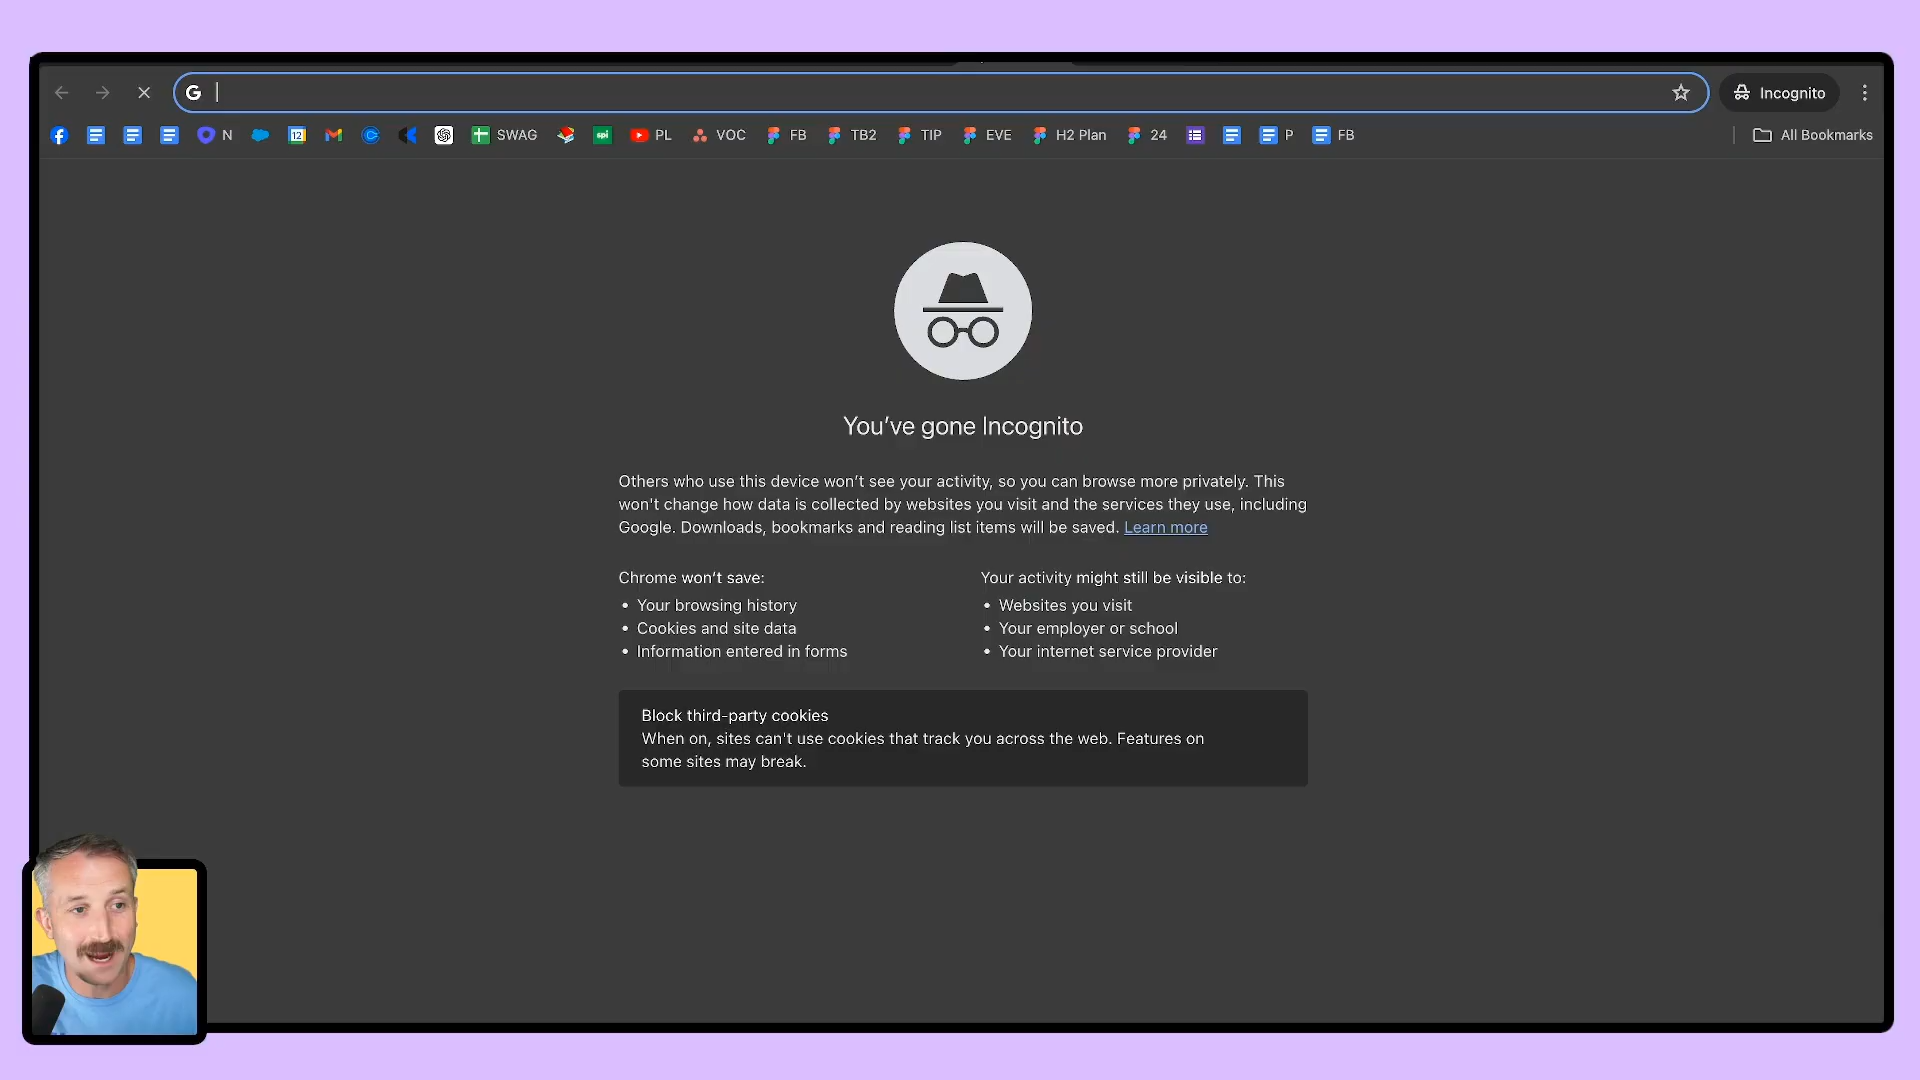 G
Incognito
N
12
SWAG
spi
PL
VOC
FB
TB2
TIP
EVE
H2 Plan
24
P
FB
All Bookmarks
You've gone Incognito
Others who use this device won't see your activity, so you can browse more privately. This
won't change how data is collected by websites you visit and the services they use, including
Google. Downloads, bookmarks and reading list items will be saved. Learn more
Chrome won't save:
• Your browsing history
• Cookies and site data
• Information entered in forms
Your activity might still be visible to:
• Websites you visit
• Your employer or school
• Your internet service provider
Block third-party cookies
When on, sites can't use cookies that track you across the web. Features on
some sites may break.